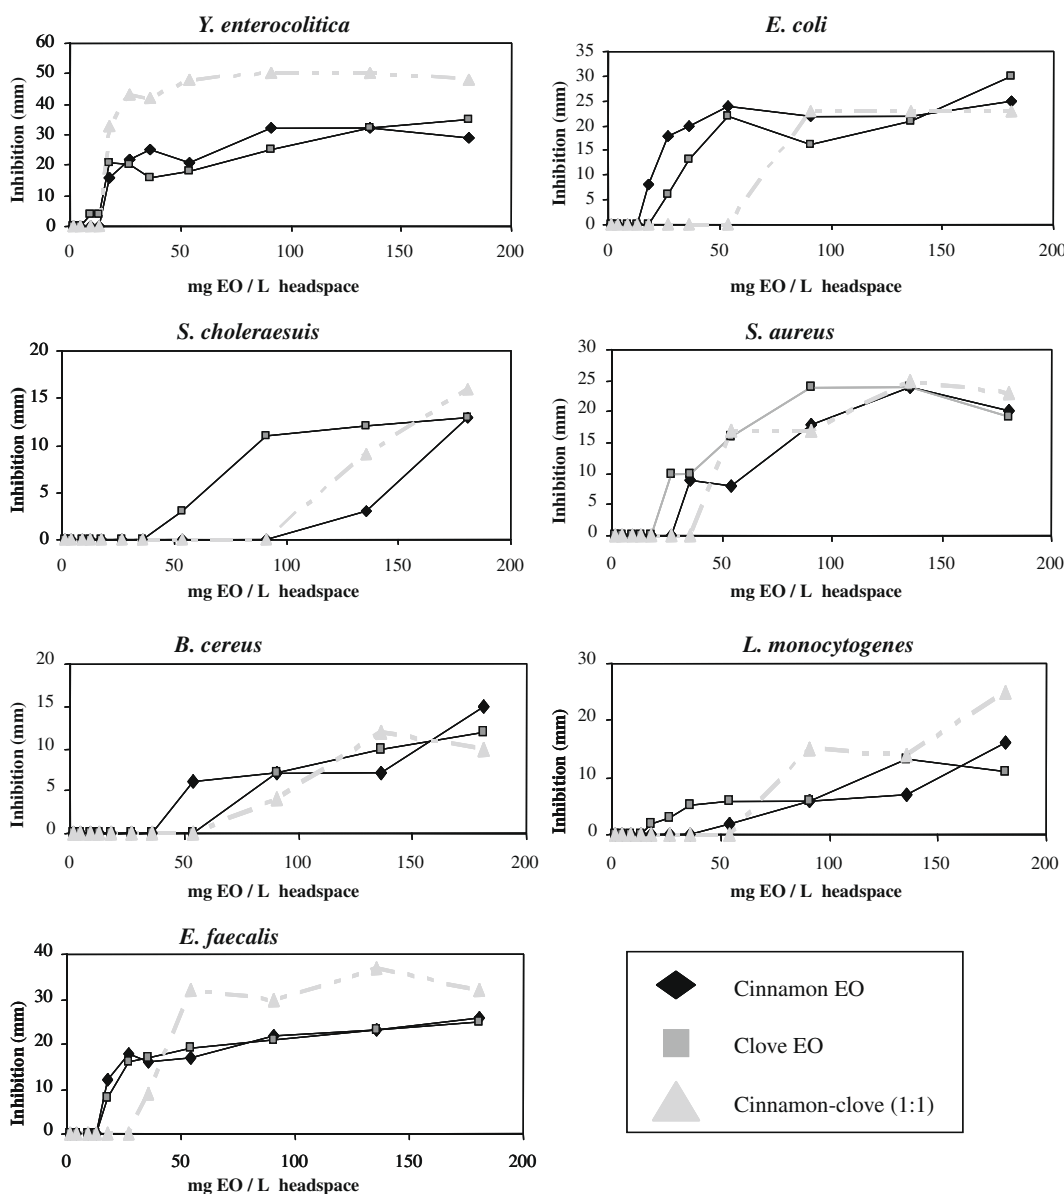 Y. enterocolitica
60
50
40
30
20
10
0
Inhibition (mm)
0 50 100 150 200
mg EO / L headspace
E. coli
35
30
25
20
15
10
5
0
Inhibition (mm)
0 50 100 150 200
mg EO / L headspace
S. choleraesuis
20
15
10
5
0
Inhibition (mm)
0 50 100 150 200
mg EO / L headspace
S. aureus
30
25
20
15
10
5
0
Inhibition (mm)
0 50 100 150 200
mg EO / L headspace
B. cereus
20
15
10
5
0
Inhibition (mm)
0 50 100 150 200
mg EO / L headspace
L. monocytogenes
30
20
10
0
Inhibition (mm)
0 50 100 150 200
mg EO / L headspace
E. faecalis
40
30
20
10
0
Inhibition (mm)
0 50 100 150 200
mg EO / L headspace
Cinnamon EO
Clove EO
Cinnamon-clove (1:1)